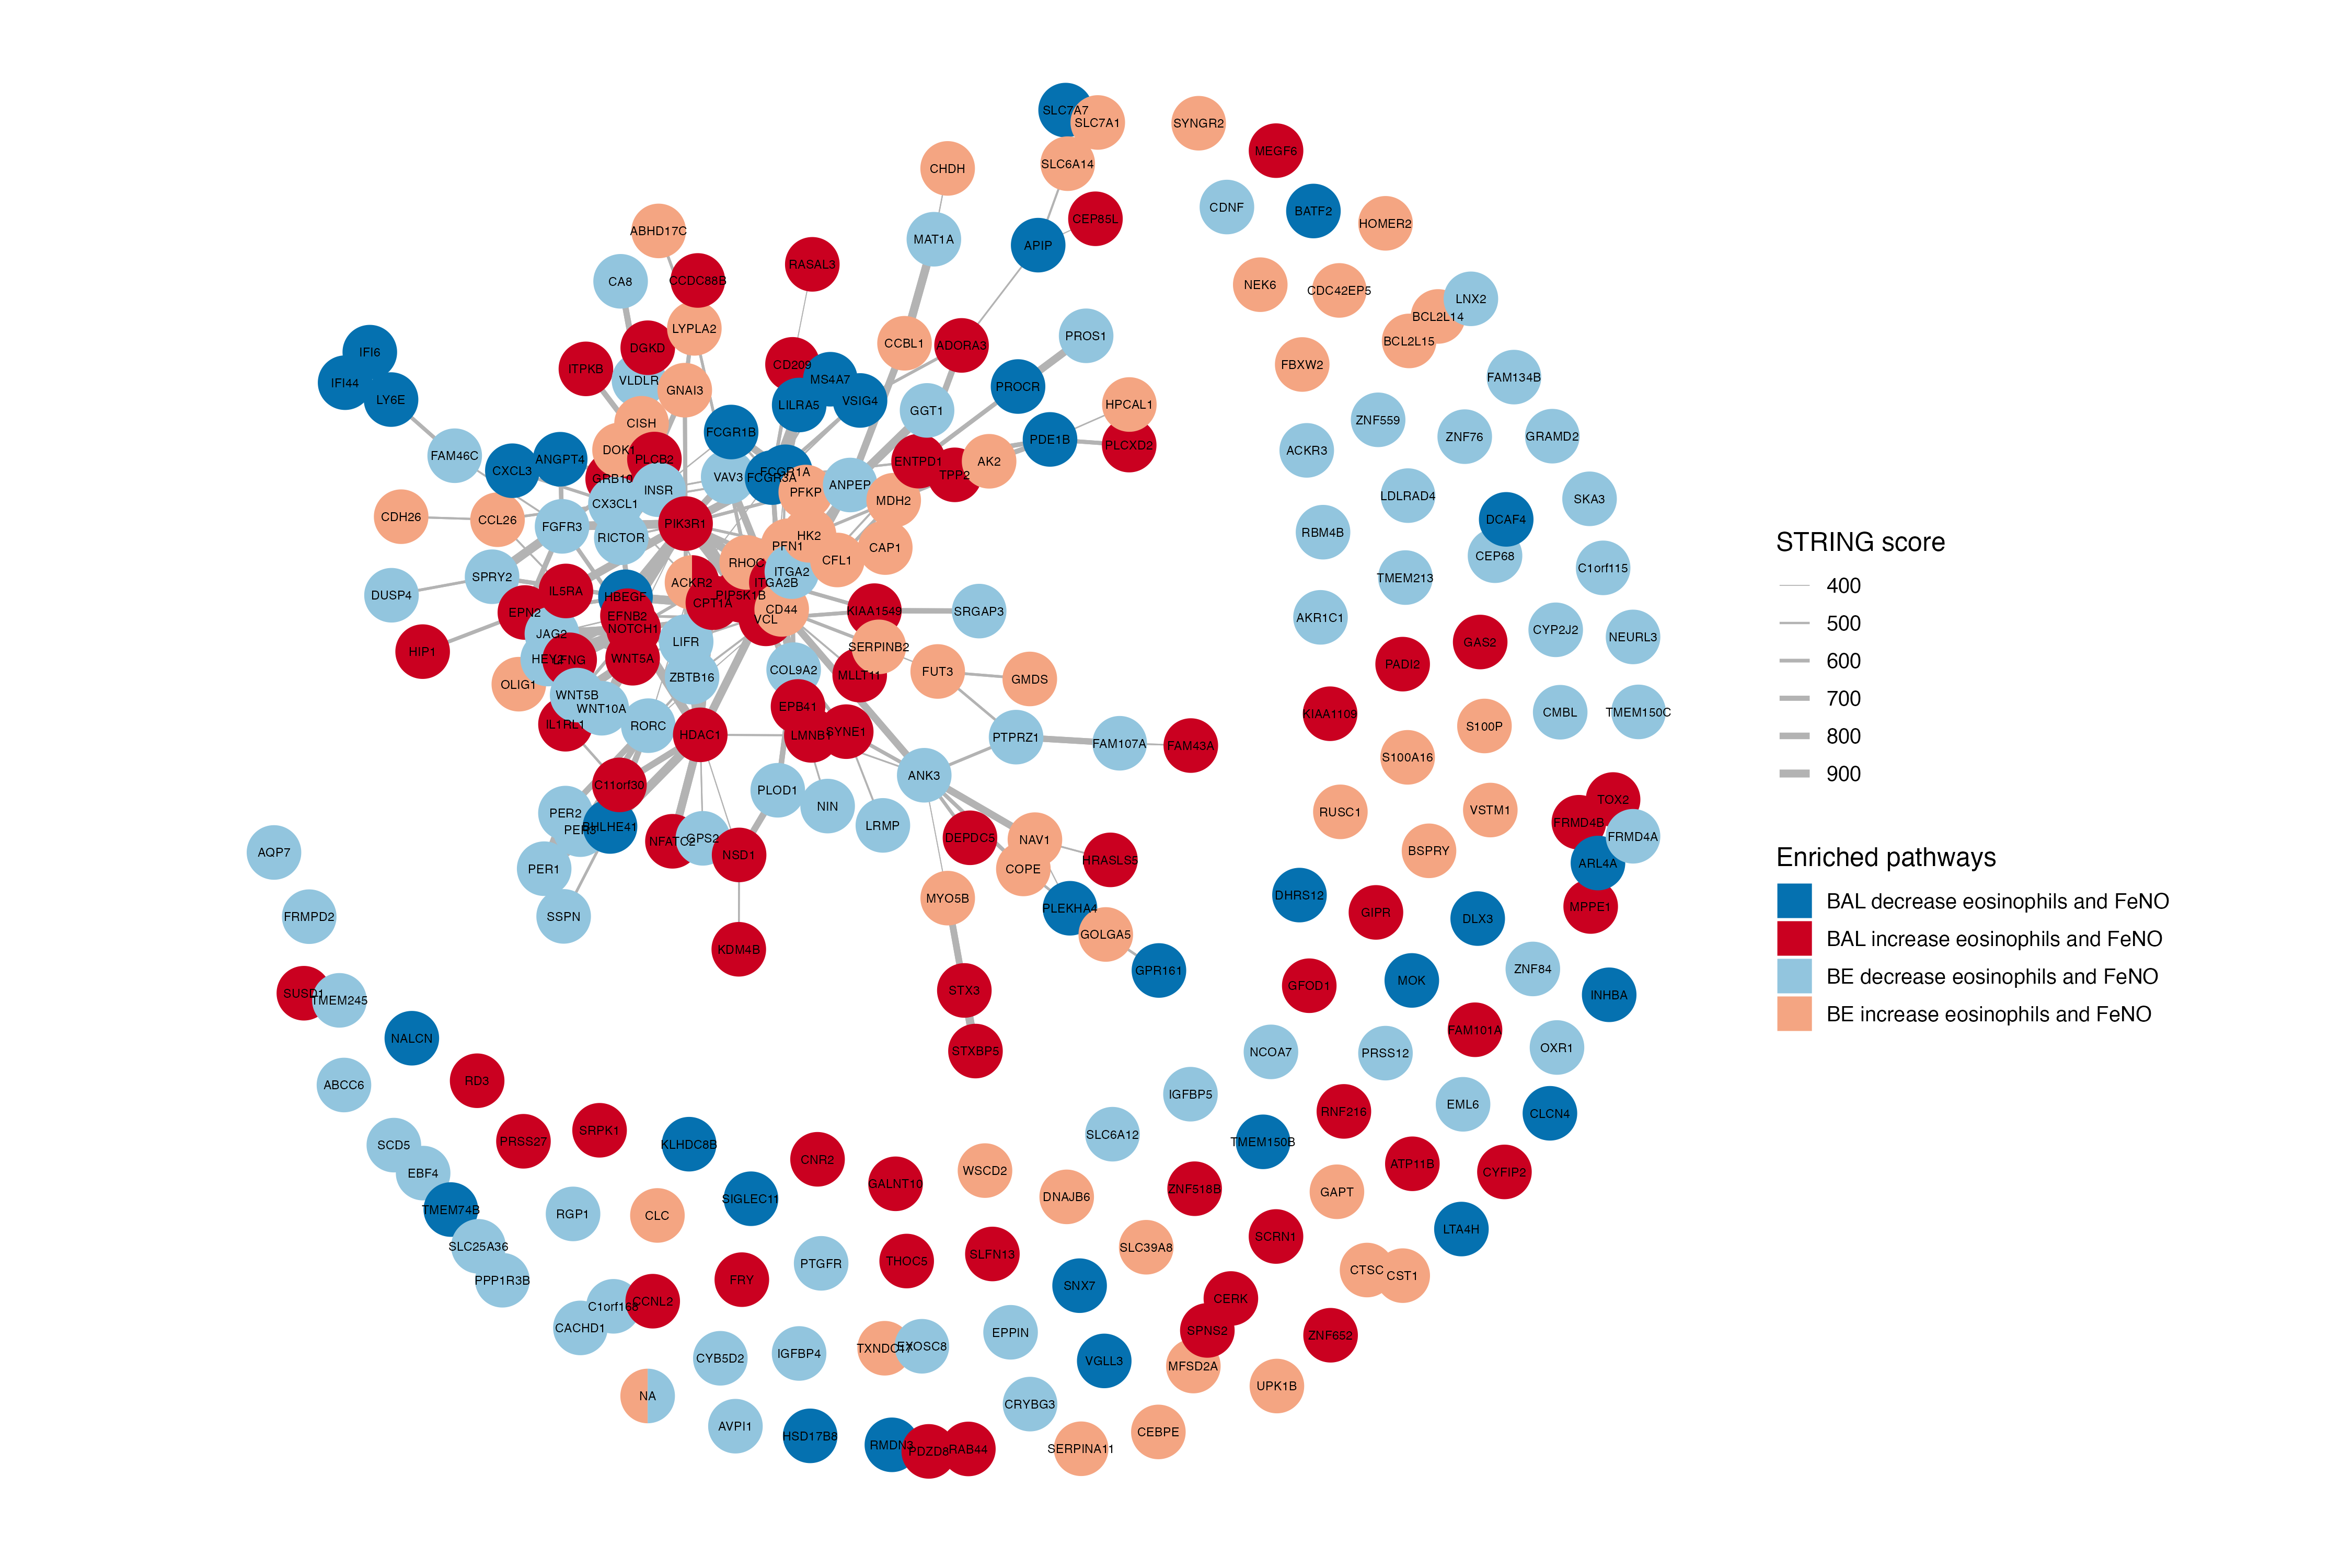 SLC7A7
SLC7A1
SYNGR2
MEGF6
SLC6A14
CHDH
CDNF
BATF2
HOMER2
CEP85L
ABHD17C
MAT1A
APIP
RASAL3
CA8
CCDC88B
NEK6
CDC42EP5
LNX2
BCL2L14
BCL2L15
LYPLA2
PROS1
CCBL1
ADORA3
DGKD
IFI6
IFI44
LY6E
ITPKB
VLDLR
GNAI3
CD209
MS4A7
LILRA5
VSIG4
PROCR
FBXW2
FAM134B
HPCAL1
GGT1
CISH
FCGR1B
ZNF559
ZNF76
GRAMD2
ACKR3
PDE1B
PLCXD2
FAM46C
CXCL3
ANGPT4
DOK1
PLCB2
GRB10
INSR
VAV3
FCGR1A
FCGR3A
PFKP
ANPEP
ENTPD1
TPP2
AK2
MDH2
LDLRAD4
SKA3
DCAF4
CEP68
CX3CL1
CDH26
CCL26
FGFR3
RICTOR
PIK3R1
HK2
PFN1
CFL1
CAP1
RBM4B
C1orf115
TMEM213
SPRY2
DUSP4
IL5RA
HBEGF
ACKR2
RHOC
ITGA2
ITGA2B
PIP5K1B
CPT1A
CD44
VCL
KIAA1549
SRGAP3
AKR1C1
CYP2J2
NEURL3
EPN2
EFNB2
NOTCH1
JAG2
LIFR
SERPINB2
GAS2
HIP1
HEY2
LFNG
WNT5A
ZBTB16
COL9A2
MLLT11
FUT3
GMDS
PADI2
OLIG1
WNT5B
WNT10A
EPB41
KIAA1109
CMBL
TMEM150C
IL1RL1
RORC
HDAC1
LMNB1
SYNE1
PTPRZ1
FAM107A
FAM43A
S100P
S100A16
ANK3
C11orf30
PLOD1
NIN
LRMP
PER2
PER3
BHLHE41
NFATC2
GPS2
NSD1
DEPDC5
NAV1
HRASLS5
COPE
RUSC1
VSTM1
TOX2
FRMD4B
FRMD4A
ARL4A
MPPE1
BSPRY
AQP7
PER1
SSPN
MYO5B
PLEKHA4
GOLGA5
GPR161
DHRS12
GIPR
DLX3
FRMPD2
KDM4B
ZNF84
STX3
STXBP5
GFOD1
MOK
INHBA
SUSD1
TMEM245
NALCN
FAM101A
NCOA7
PRSS12
OXR1
ABCC6
RD3
IGFBP5
RNF216
EML6
CLCN4
SCD5
PRSS27
SRPK1
KLHDC8B
CNR2
SLC6A12
TMEM150B
ATP11B
CYFIP2
EBF4
TMEM74B
SLC25A36
PPP1R3B
RGP1
CLC
SIGLEC11
GALNT10
WSCD2
DNAJB6
ZNF518B
GAPT
LTA4H
SLC39A8
SCRN1
PTGFR
THOC5
SLFN13
FRY
SNX7
CTSC
CST1
C1orf168
CCNL2
CACHD1
CERK
SPNS2
MFSD2A
ZNF652
CYB5D2
IGFBP4
TXNDC17
EXOSC8
EPPIN
VGLL3
UPK1B
NA
AVPI1
HSD17B8
RMDN3
PDZD8
RAB44
CRYBG3
SERPINA11
CEBPE
STRING score
400
500
600
700
800
900
Enriched pathways
BAL decrease eosinophils and FeNO
BAL increase eosinophils and FeNO
BE decrease eosinophils and FeNO
BE increase eosinophils and FeNO